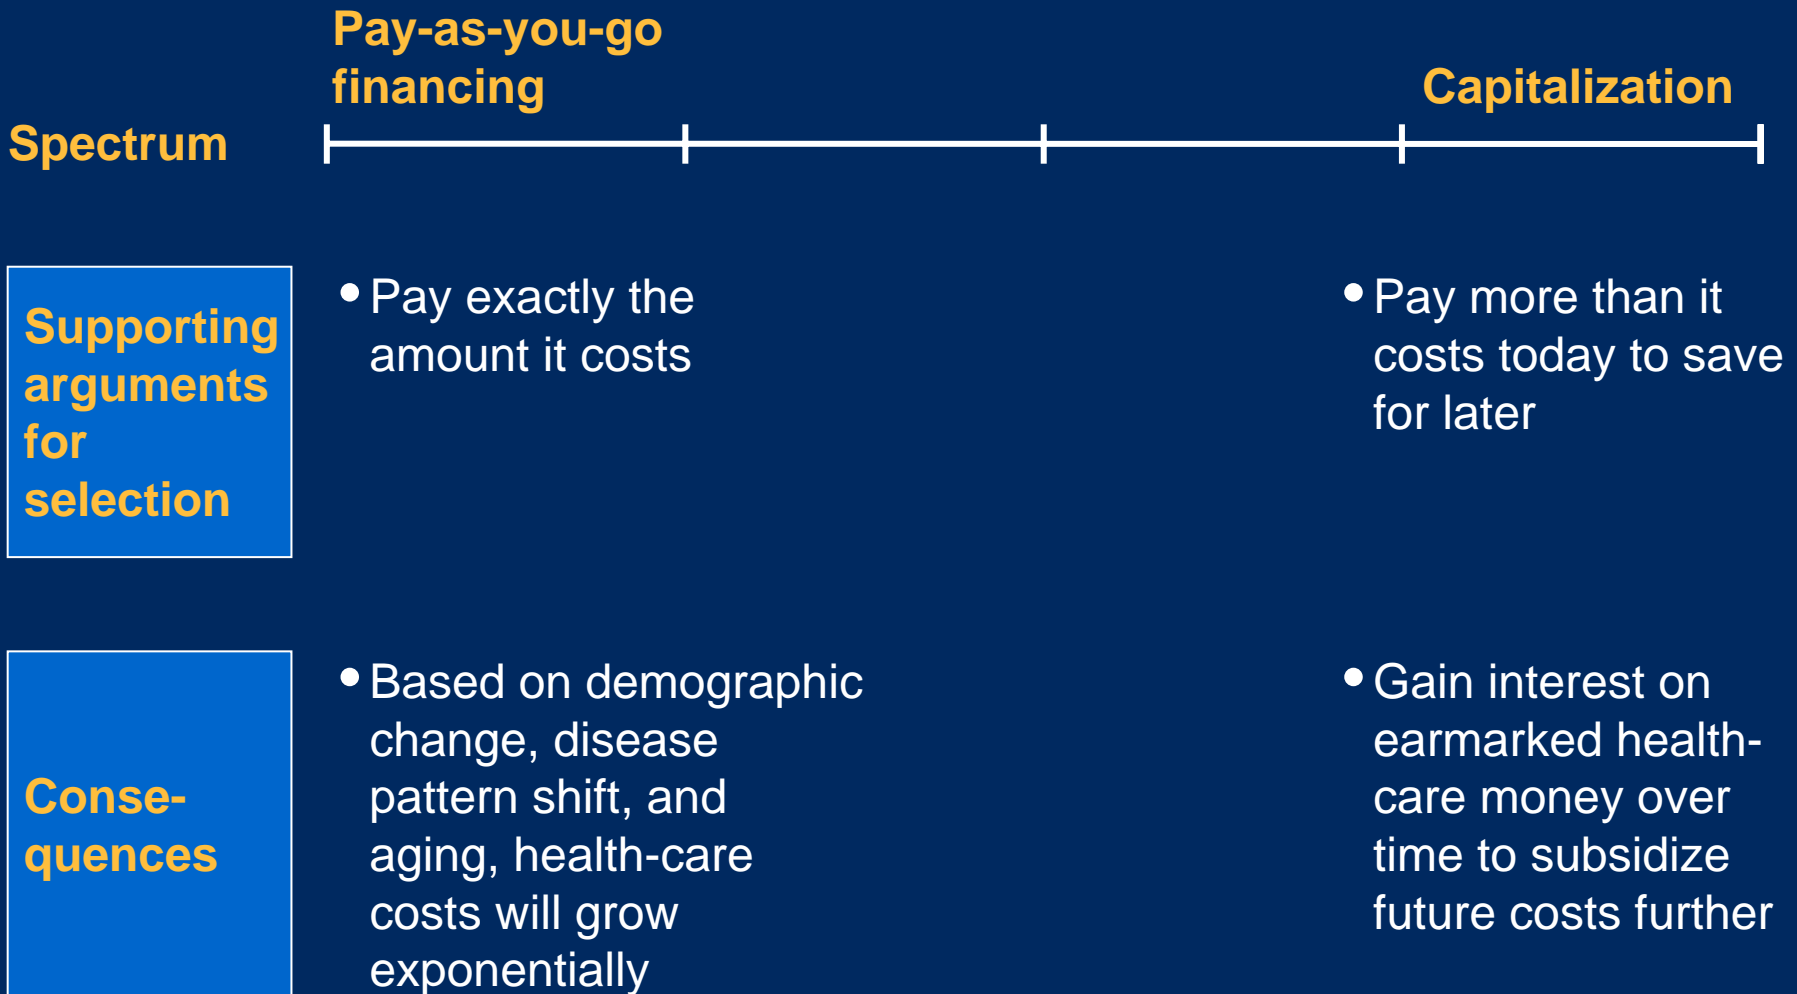 Pay-as-you-go
financing
Capitalization
Spectrum
Supporting
arguments
for
selection
• Pay exactly the
amount it costs
• Pay more than it
costs today to save
for later
Conse-
quences
• Based on demographic
change, disease
pattern shift, and
aging, health-care
costs will grow
exponentially
• Gain interest on
earmarked health-
care money over
time to subsidize
future costs further